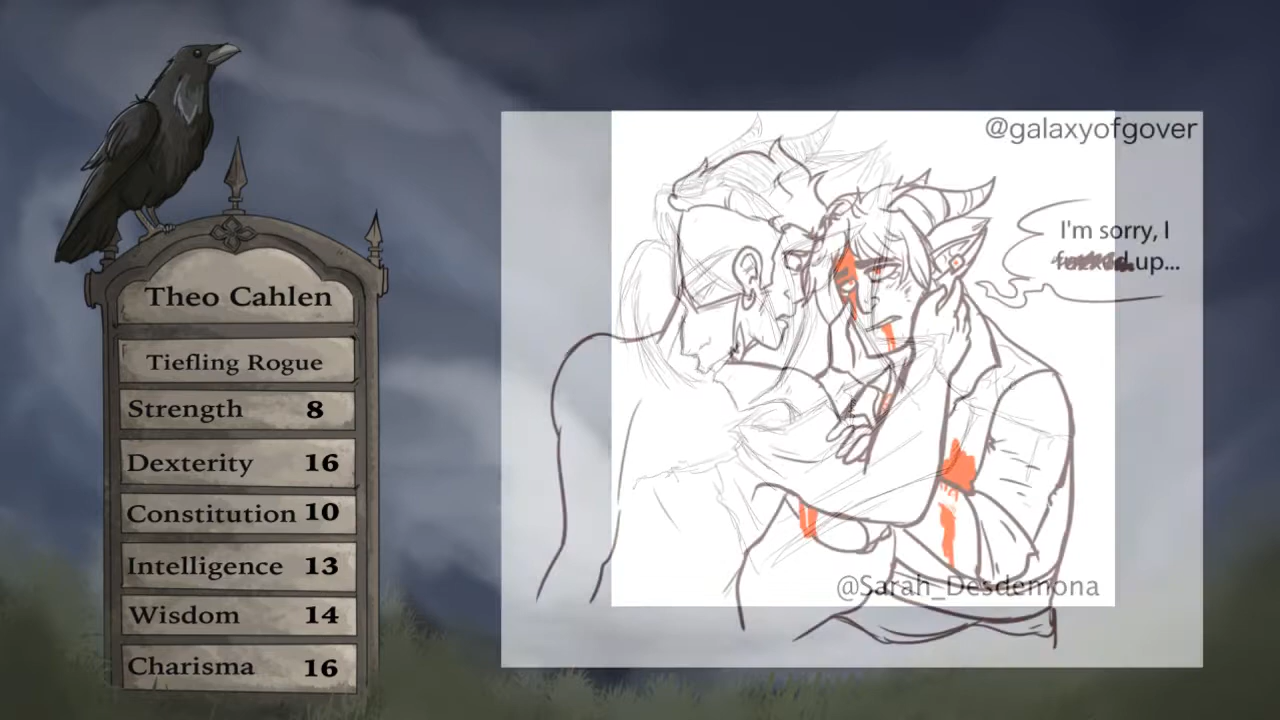 Theo Cahlen
Tiefling Rogue
Strength 8
Dexterity 16
Constitution 10
Intelligence 13
Wisdom 14
Charisma 16
@galaxyofgover
I'm sorry, I
up...
@Sarah_Desdemona